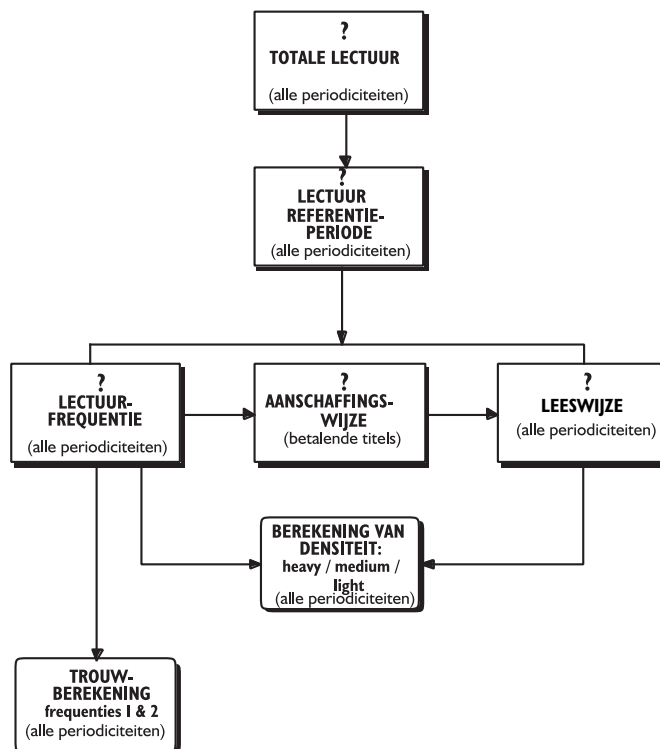 ?
TOTALE LECTUUR
(alle periodiciteiten)
?
LECTUUR
REFERENTIE-
PERIODE
(alle periodiciteiten)
?
LECTUUR-
FREQUENTIE
(alle periodiciteiten)
?
AANSCHAFFINGS-
WIJZE
(betalende titels)
?
LEESWIJZE
(alle periodiciteiten)
BEREKENING VAN
DENSITEIT:
heavy / medium /
light
(alle periodiciteiten)
TROUW-
BEREKENING
frequenties 1 & 2
(alle periodiciteiten)